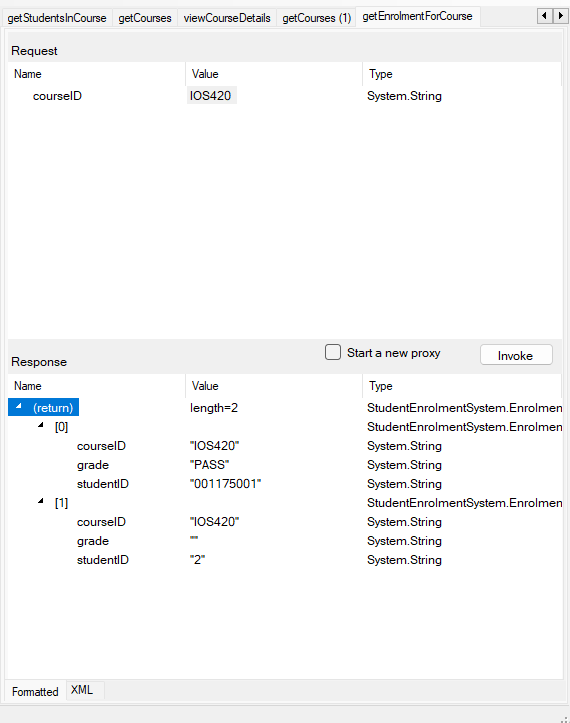 getStudentsInCourse getCourses viewCourseDetails getCourses (1) getEnrolmentForCourse
Request
Name Value Type
courseID IOS420 System.String
Start a new proxy Invoke
Response
Name Value Type
(return) length=2 StudentEnrolmentSystem.Enrolmen
[0] StudentEnrolmentSystem.Enrolmen
courseID "IOS420" System.String
grade "PASS" System.String
studentID "001175001" System.String
[1] StudentEnrolmentSystem.Enrolmen
courseID "IOS420" System.String
grade "" System.String
studentID "2" System.String
Formatted XML